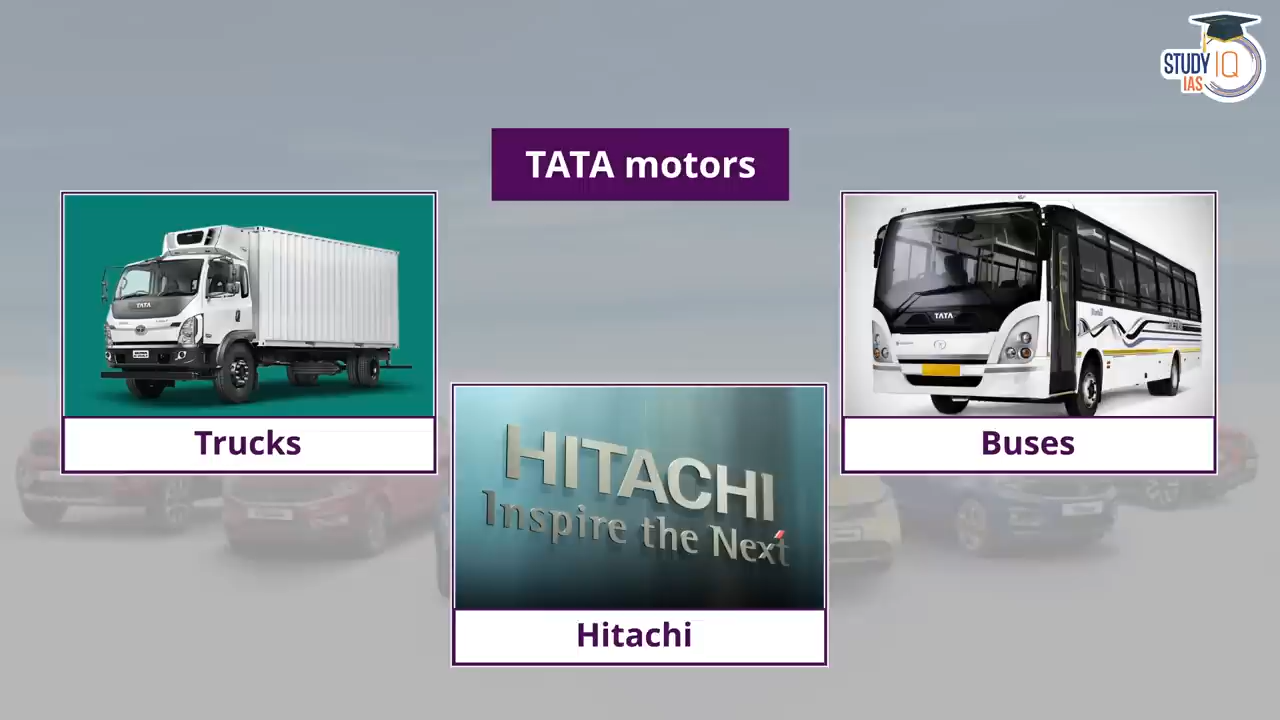 STUDY IQ
IAS
TATA motors
TATA
Trucks
TATA
Buses
HITACHI
Inspire the Next
Hitachi